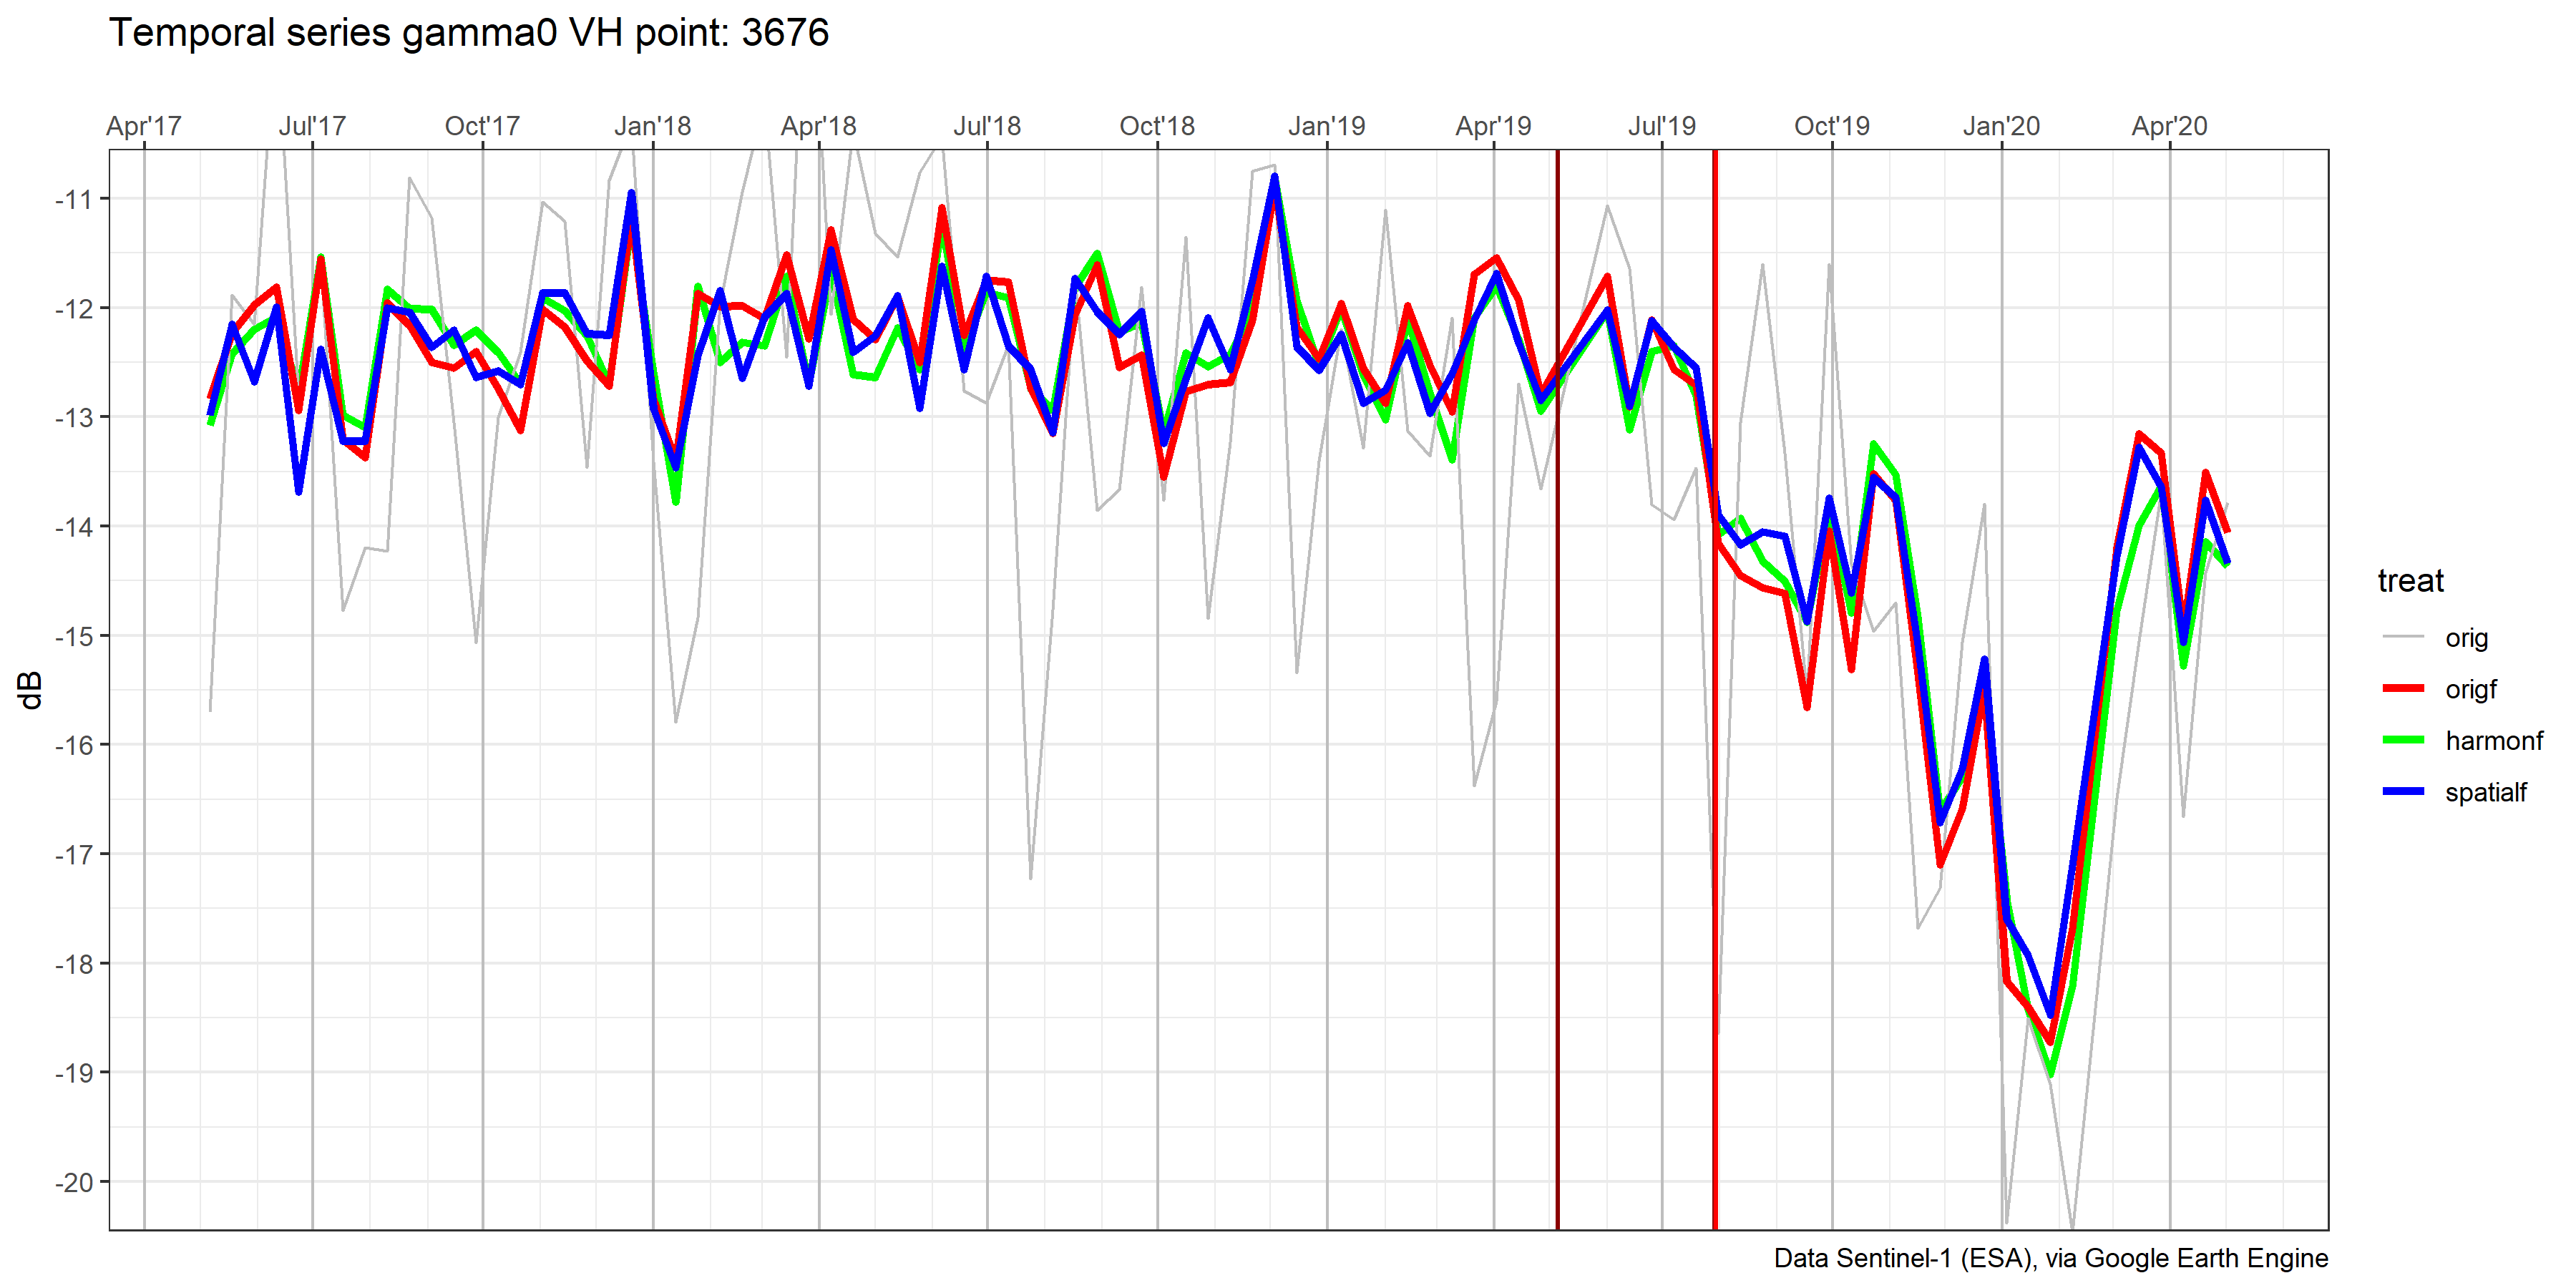 Temporal series gamma0 VH point: 3676
Apr'17 Jul'17 Oct'17 Jan'18 Apr'18 Jul'18 Oct'18 Jan'19 Apr'19 Jul'19 Oct'19 Jan'20 Apr'20
-11
-12
-13
-14
-15
-16
-17
-18
-19
-20
dB
treat
orig
origf
harmonf
spatialf
Data Sentinel-1 (ESA), via Google Earth Engine